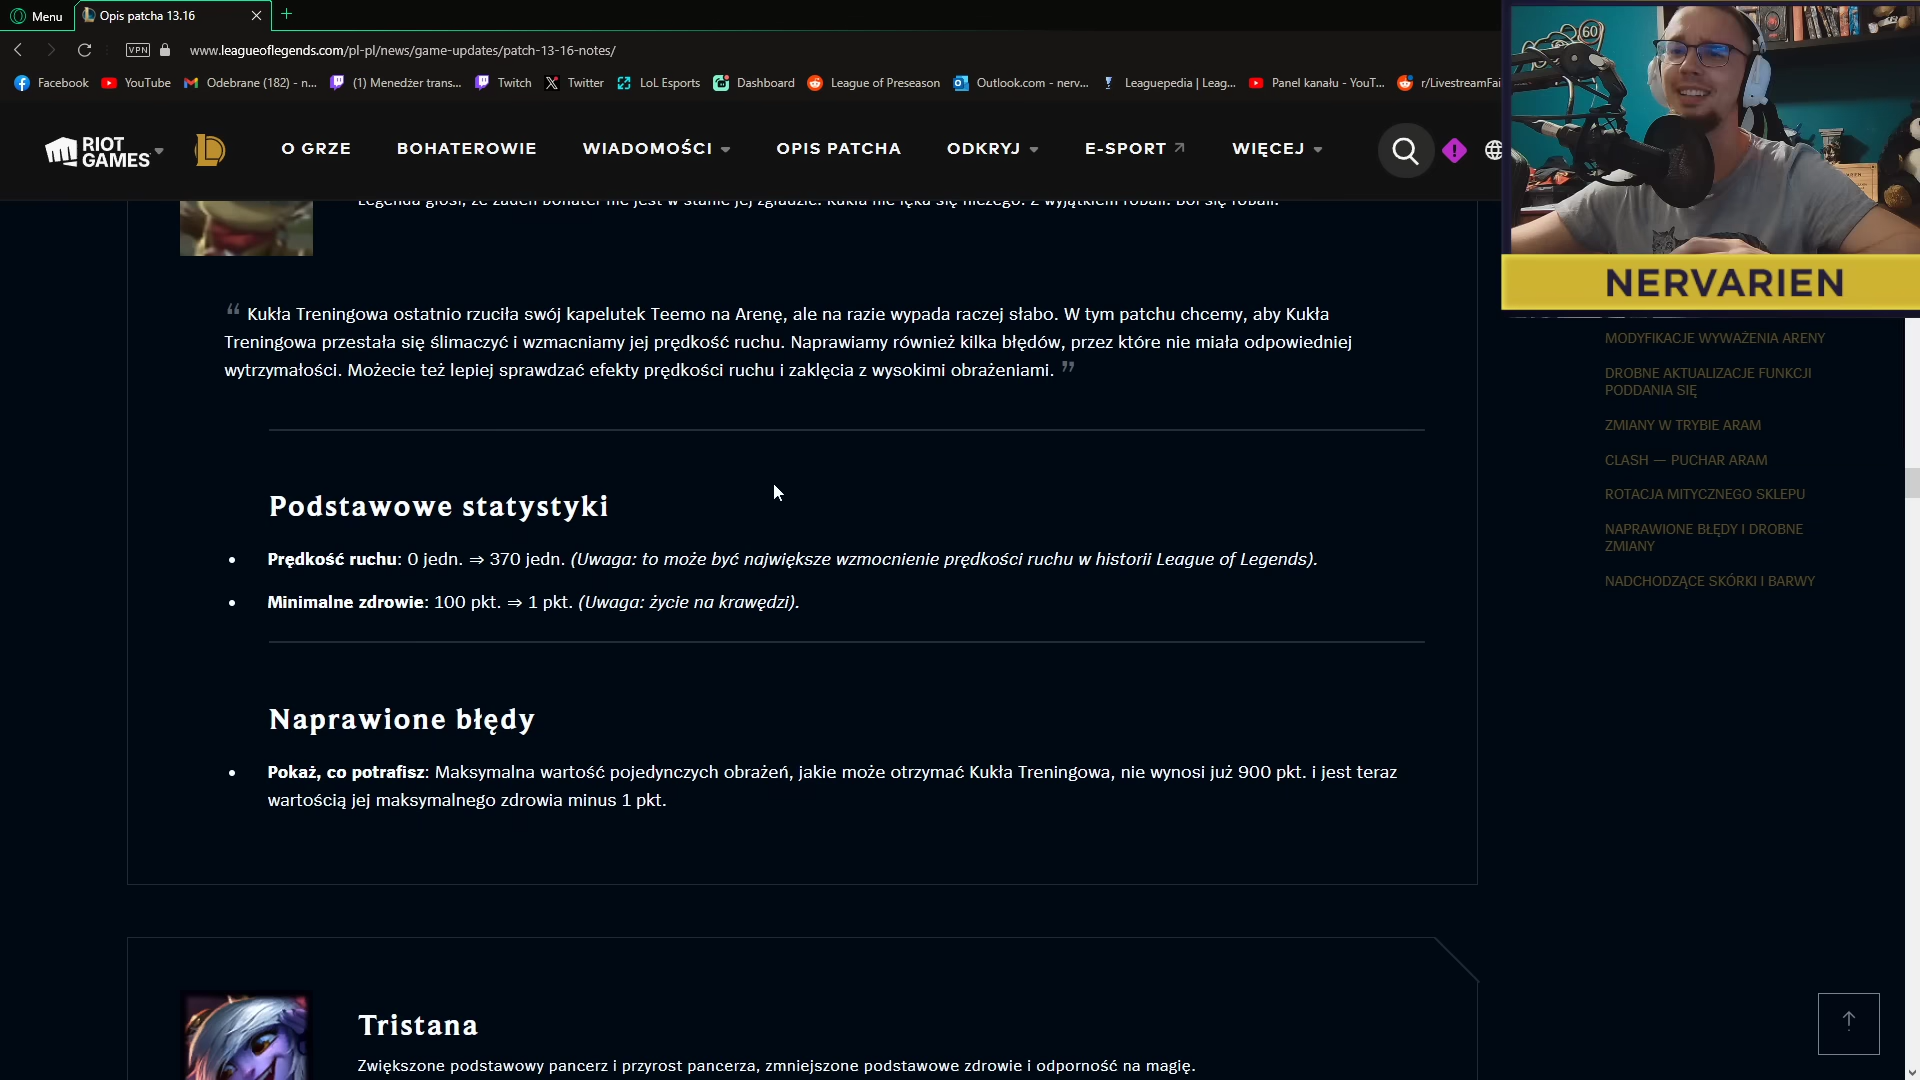 Menu
Opis patcha 13.16
VPN
www.leagueoflegends.com/pl-pl/news/game-updates/patch-13-16-notes/
Facebook
YouTube
Odebrane (182) - n...
(1) Menedżer trans...
Twitch
Twitter
LoL Esports
Dashboard
League of Preseason
Outlook.com - nerv...
Leaguepedia | Leag...
Panel kanału - YouT...
r/LivestreamFai
RIOT GAMES
O GRZE
BOHATEROWIE
WIADOMOŚCI
OPIS PATCHA
ODKRYJ
E-SPORT
WIĘCEJ
60
NERVARIEN
Legenda głosi, że żaden bohater nie jest w stanie jej zgładzić. Kukła nie lęka się niczego. Z wyjątkiem robali. Boi się robali.
“ Kukła Treningowa ostatnio rzuciła swój kapelutek Teemo na Arenę, ale na razie wypada raczej słabo. W tym patchu chcemy, aby Kukła
Treningowa przestała się ślimaczyć i wzmacniamy jej prędkość ruchu. Naprawiamy również kilka błędów, przez które nie miała odpowiedniej
wytrzymałości. Możecie też lepiej sprawdzać efekty prędkości ruchu i zaklęcia z wysokimi obrażeniami. ”
Podstawowe statystyki
• Prędkość ruchu: 0 jedn. ⇒ 370 jedn. (Uwaga: to może być największe wzmocnienie prędkości ruchu w historii League of Legends).
• Minimalne zdrowie: 100 pkt. ⇒ 1 pkt. (Uwaga: życie na krawędzi).
Naprawione błędy
• Pokaż, co potrafisz: Maksymalna wartość pojedynczych obrażeń, jakie może otrzymać Kukła Treningowa, nie wynosi już 900 pkt. i jest teraz
wartością jej maksymalnego zdrowia minus 1 pkt.
Tristana
Zwiększone podstawowy pancerz i przyrost pancerza, zmniejszone podstawowe zdrowie i odporność na magię.
MODYFIKACJE WYWAŻENIA ARENY
DROBNE AKTUALIZACJE FUNKCJI
PODDANIA SIĘ
ZMIANY W TRYBIE ARAM
CLASH — PUCHAR ARAM
ROTACJA MITYCZNEGO SKLEPU
NAPRAWIONE BŁĘDY I DROBNE
ZMIANY
NADCHODZĄCE SKÓRKI I BARWY